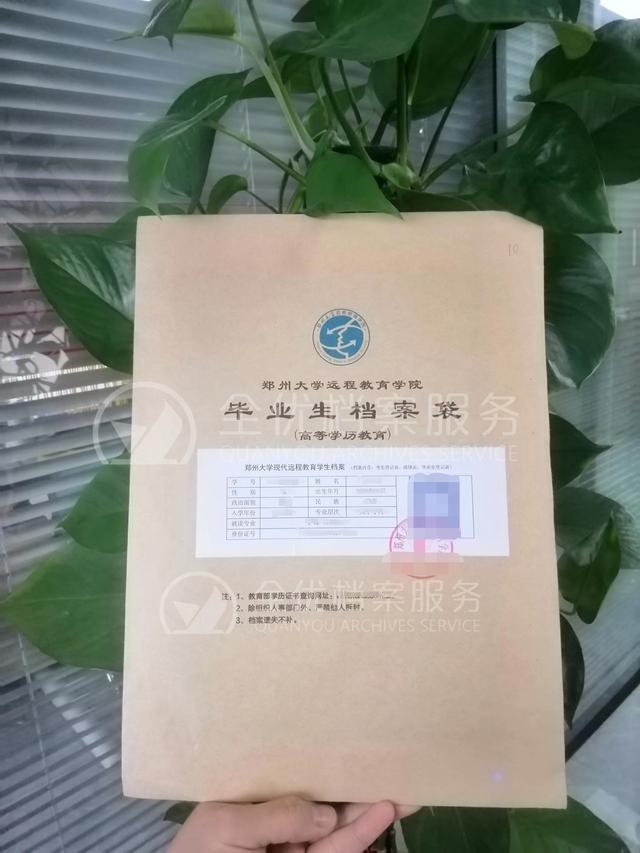 10
郑州大学远程教育学院
毕业生档案袋
(高等学历教育)
郑州大学现代远程教育学生档案
学 号
姓 名
性 别
出生年月
政治面貌
民 族
入学年份
专业层次
就读专业
身份证号
全优档案服务
QUANYOU ARCHIVES SERVICE
注：1、教育部学历证书查询网址：
2、除组织人事部门外，严禁他人拆封。
3、档案遗失不补。
全优档案服务
QUANYOU ARCHIVES SERVICE